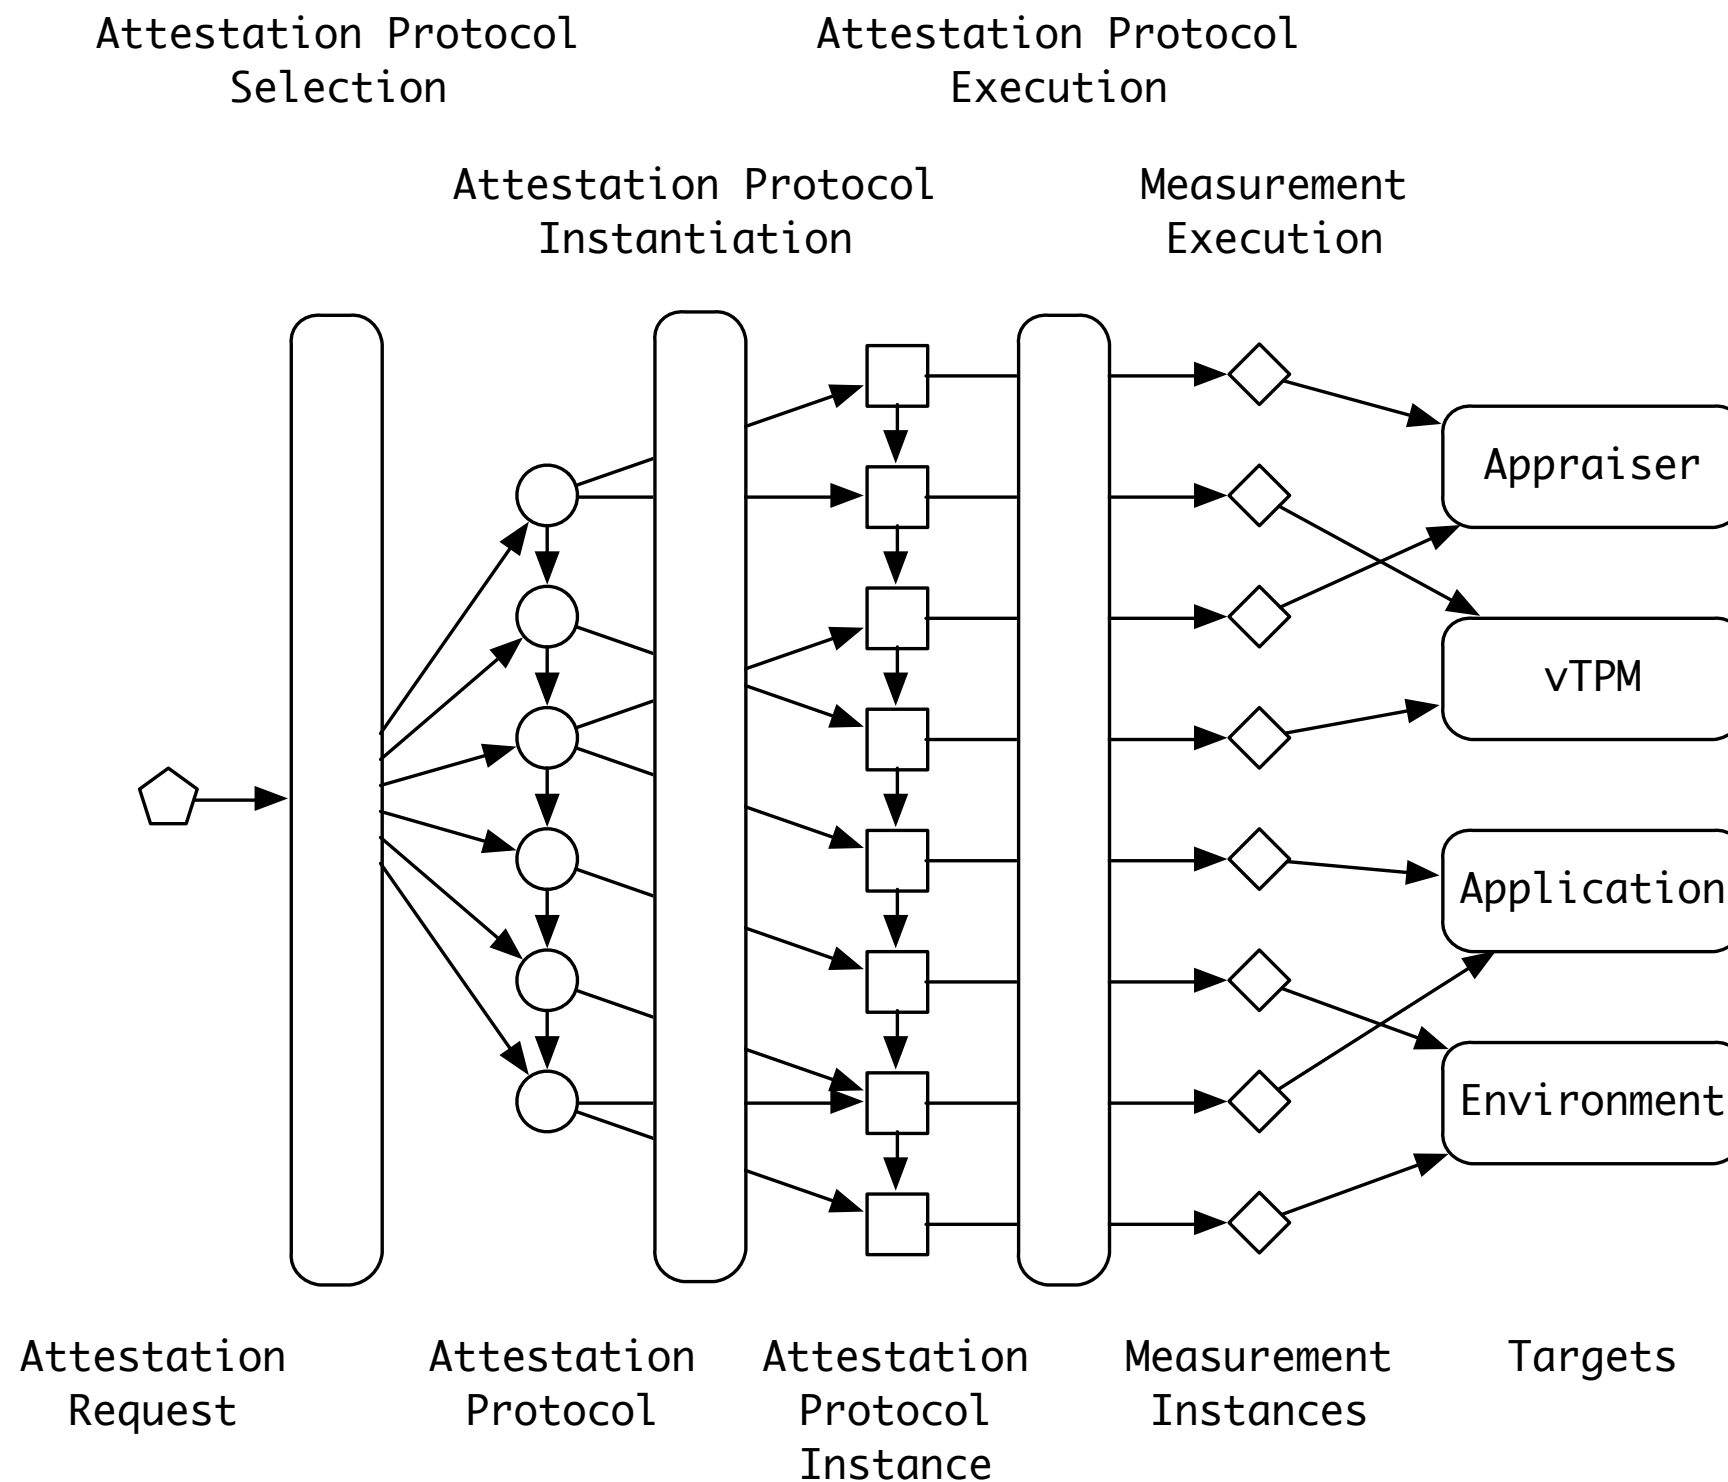 Attestation Protocol
Selection
Attestation Protocol
Execution
Attestation Protocol
Instantiation
Measurement
Execution
Appraiser
vTPM
Application
Environment
Attestation
Request
Attestation
Protocol
Attestation
Protocol
Instance
Measurement
Instances
Targets